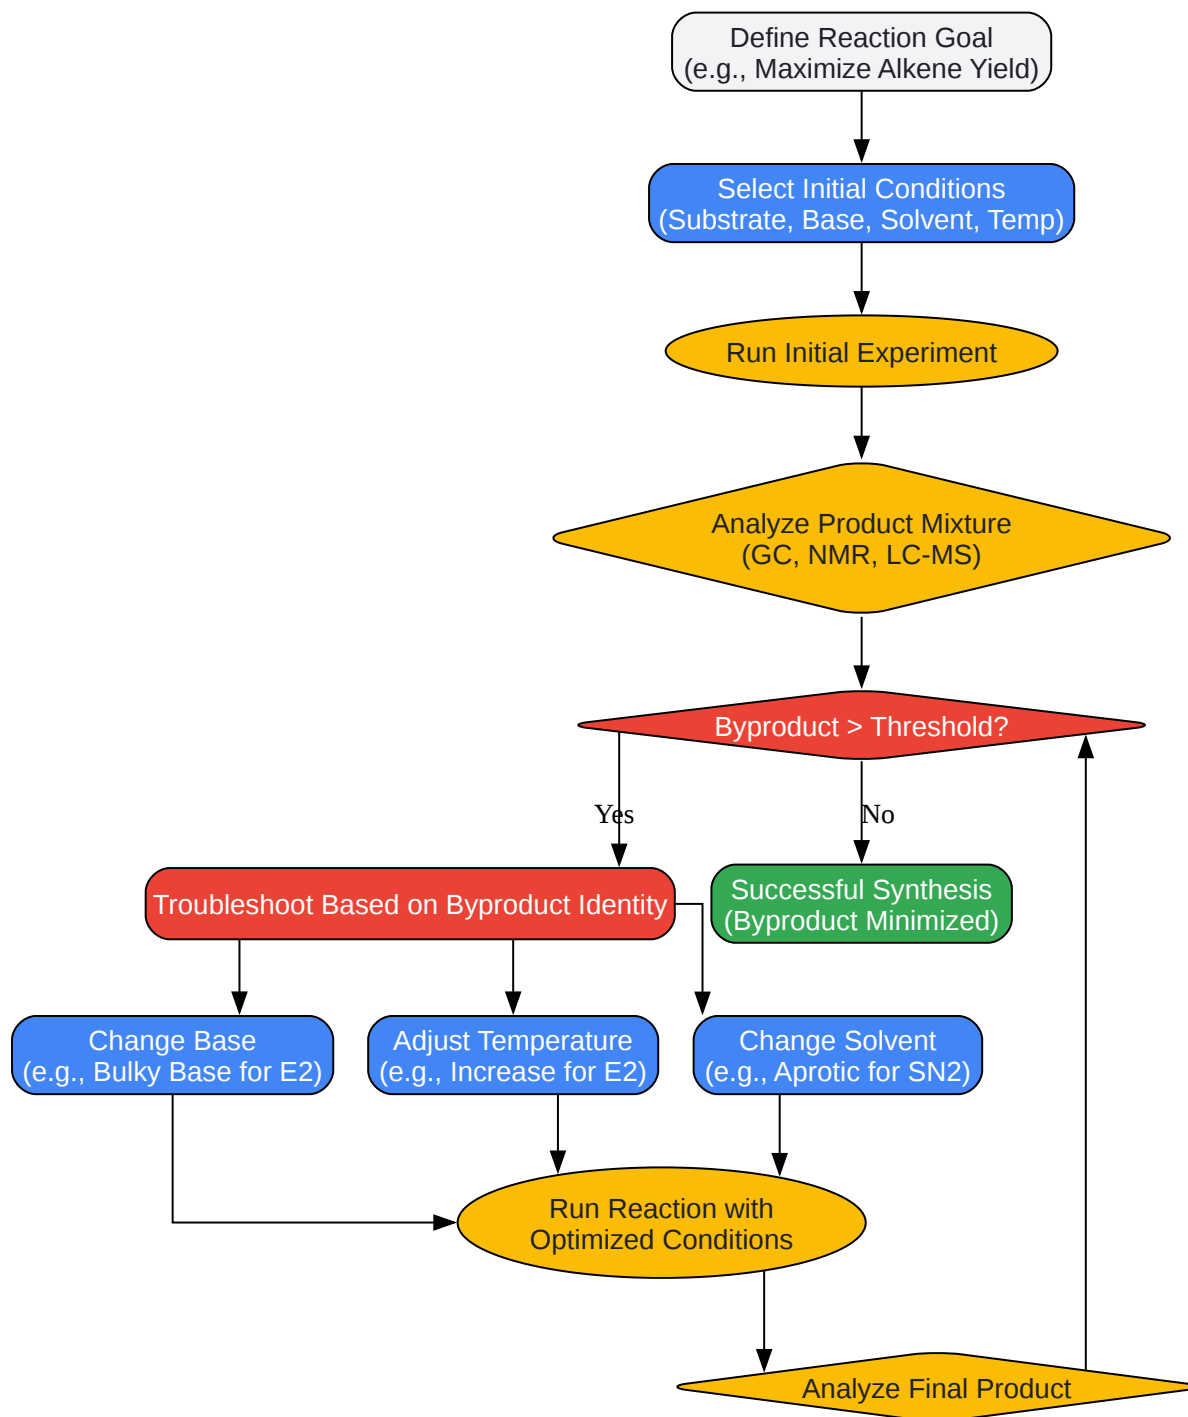 Define Reaction Goal
(e.g., Maximize Alkene Yield)
Select Initial Conditions
(Substrate, Base, Solvent, Temp)
Run Initial Experiment
Analyze Product Mixture
(GC, NMR, LC-MS)
Byproduct > Threshold?
Yes
No
Troubleshoot Based on Byproduct Identity
Successful Synthesis
(Byproduct Minimized)
Change Base
(e.g., Bulky Base for E2)
Adjust Temperature
(e.g., Increase for E2)
Change Solvent
(e.g., Aprotic for SN2)
Run Reaction with
Optimized Conditions
Analyze Final Product